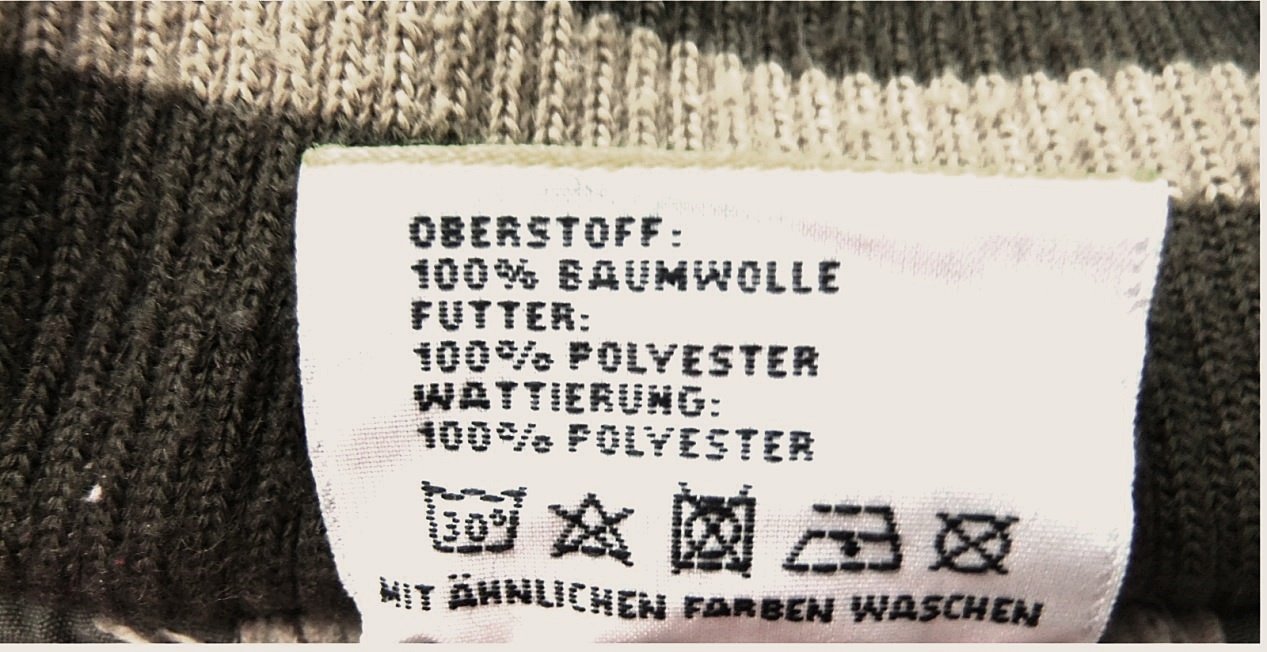 OBERSTOFF:
100% BAUMWOLLE
FUTTER:
100% POLYESTER
WATTIERUNG:
100% POLYESTER
30°
MIT ÄHNLICHEN FARBEN WASCHEN